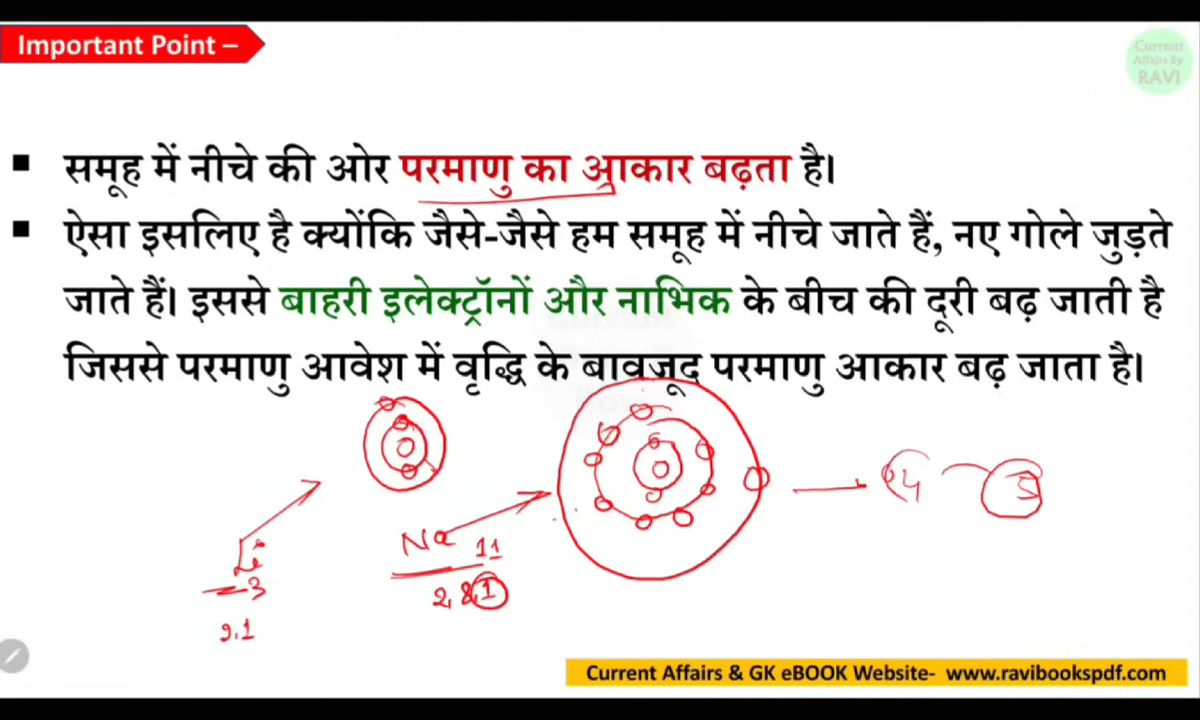 Important Point –
Current
Affairs By
RAVI
▪ समूह में नीचे की ओर परमाणु का आकार बढ़ता है।
▪ ऐसा इसलिए है क्योंकि जैसे-जैसे हम समूह में नीचे जाते हैं, नए गोले जुड़ते
जाते हैं। इससे बाहरी इलेक्ट्रॉनों और नाभिक के बीच की दूरी बढ़ जाती है
जिससे परमाणु आवेश में वृद्धि के बावजूद परमाणु आकार बढ़ जाता है।
Li
3
Na 11
2, 8, 1
Current Affairs & GK eBOOK Website- www.ravibookspdf.com